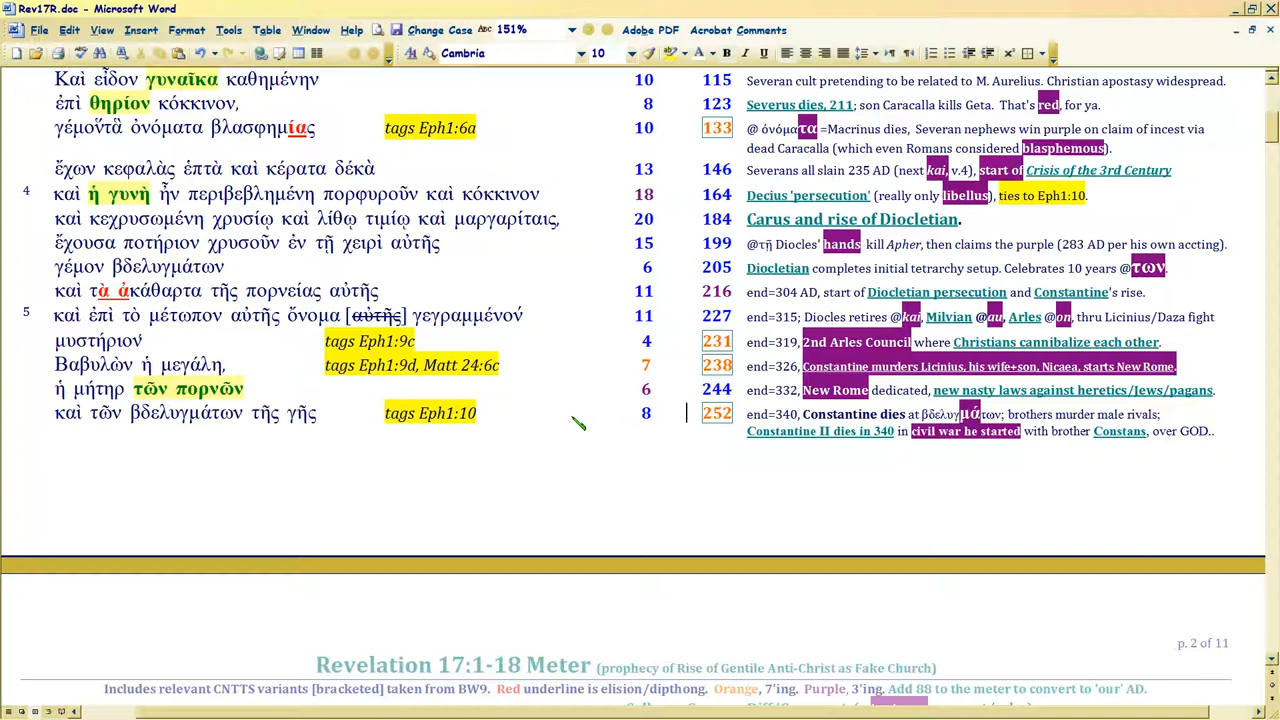 Rev17R.doc - Microsoft Word
File Edit View Insert Format Tools Table Window Help Change Case 151% Adobe PDF Acrobat Comments
Cambria 10
Καὶ εἶδον γυναῖκα καθημένην 10 115 Severan cult pretending to be related to M. Aurelius. Christian apostasy widespread.
ἐπὶ θηρίον κόκκινον, 8 123 Severus dies, 211; son Caracalla kills Geta. That's red, for ya.
γέμοντὰ ὀνόματα βλασφημίας tags Eph1:6a 10 133 @ ὀνόματα =Macrinus dies, Severan nephews win purple on claim of incest via
dead Caracalla (which even Romans considered blasphemous).
ἔχων κεφαλὰς ἑπτὰ καὶ κέρατα δέκὰ 13 146 Severans all slain 235 AD (next kai, v.4), start of Crisis of the 3rd Century
4 καὶ ἡ γυνὴ ἦν περιβεβλημένη πορφυροῦν καὶ κόκκινον 18 164 Decius 'persecution' (really only libellus), ties to Eph1:10.
καὶ κεχρυσωμένη χρυσίῳ καὶ λίθῳ τιμίῳ καὶ μαργαρίταις, 20 184 Carus and rise of Diocletian.
ἔχουσα ποτήριον χρυσοῦν ἐν τῇ χειρὶ αὐτῆς 15 199 @τῇ Diocles' hands kill Apher, then claims the purple (283 AD per his own accting).
γέμον βδελυγμάτων 6 205 Diocletian completes initial tetrarchy setup. Celebrates 10 years @των.
καὶ τὰ ἀκάθαρτα τῆς πορνείας αὐτῆς 11 216 end=304 AD, start of Diocletian persecution and Constantine's rise.
5 καὶ ἐπὶ τὸ μέτωπον αὐτῆς ὄνομα [αὐτῆς] γεγραμμένον 11 227 end=315; Diocles retires @kai, Milvian @au, Arles @on, thru Licinius/Daza fight
μυστήριον tags Eph1:9c 4 231 end=319, 2nd Arles Council where Christians cannibalize each other.
Βαβυλὼν ἡ μεγάλη, tags Eph1:9d, Matt 24:6c 7 238 end=326, Constantine murders Licinius, his wife+son, Nicaea, starts New Rome.
ἡ μήτηρ τῶν πορνῶν 6 244 end=332, New Rome dedicated, new nasty laws against heretics/Jews/pagans.
καὶ τῶν βδελυγμάτων τῆς γῆς tags Eph1:10 8 252 end=340, Constantine dies at βδελυγμάτων; brothers murder male rivals;
Constantine II dies in 340 in civil war he started with brother Constans, over GOD..
p. 2 of 11
Revelation 17:1-18 Meter (prophecy of Rise of Gentile Anti-Christ as Fake Church)
Includes relevant CNTTS variants [bracketed] taken from BW9. Red underline is elision/dipthong. Orange, 7'ing. Purple, 3'ing. Add 88 to the meter to convert to 'our' AD.